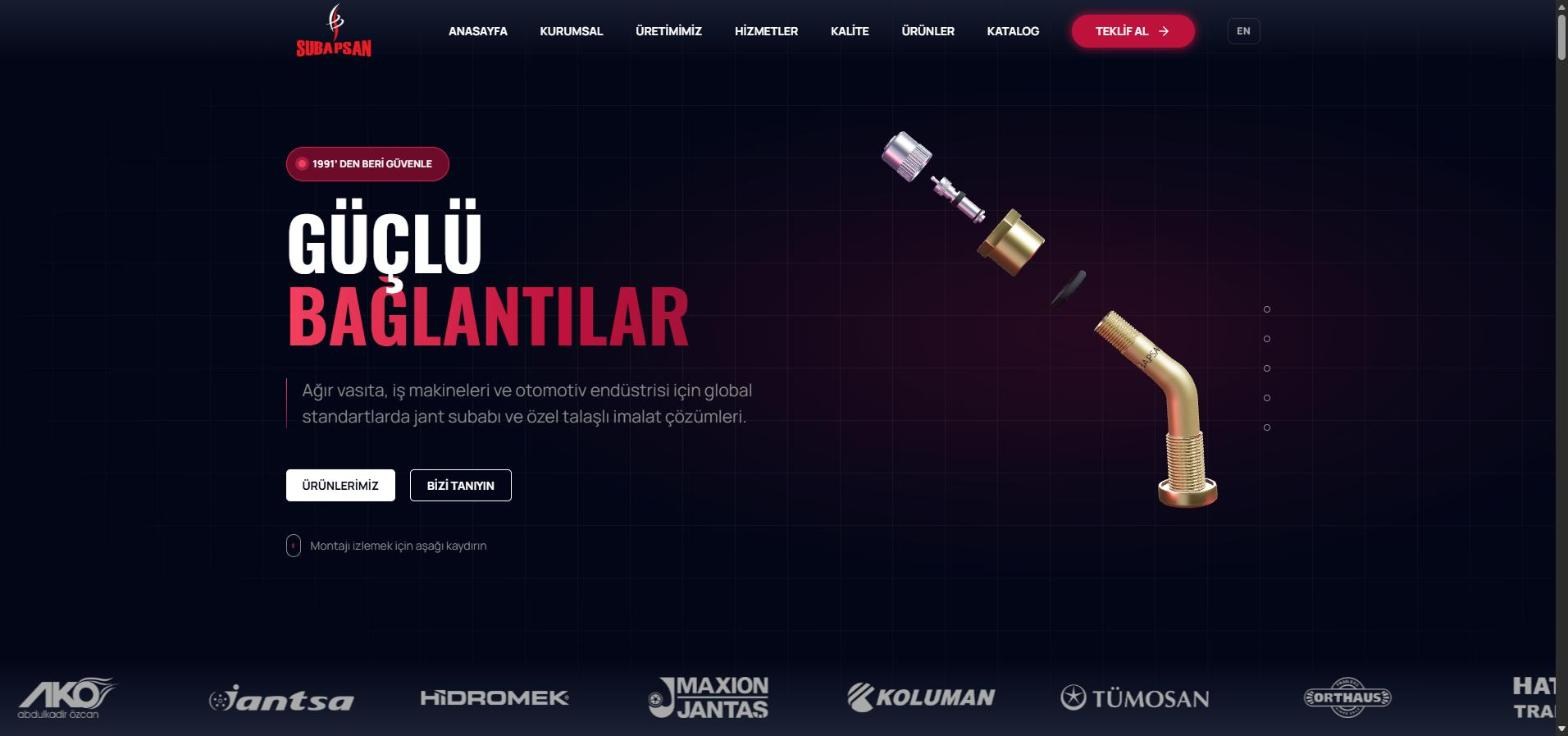 SUBAPSAN
ANASAYFA
KURUMSAL
ÜRETİMİMİZ
HİZMETLER
KALİTE
ÜRÜNLER
KATALOG
TEKLİF AL
EN
1991' DEN BERİ GÜVENLE
GÜÇLÜ
BAĞLANTILAR
Ağır vasıta, iş makineleri ve otomotiv endüstrisi için global
standartlarda jant subabı ve özel talaşlı imalat çözümleri.
ÜRÜNLERİMİZ
BİZİ TANIYIN
Montajı izlemek için aşağı kaydırın
AKO
abdulkadir özcan
jantsa
HİDROMEK
MAXION
JANTAS
KOLUMAN
TÜMOSAN
ORTHAUS